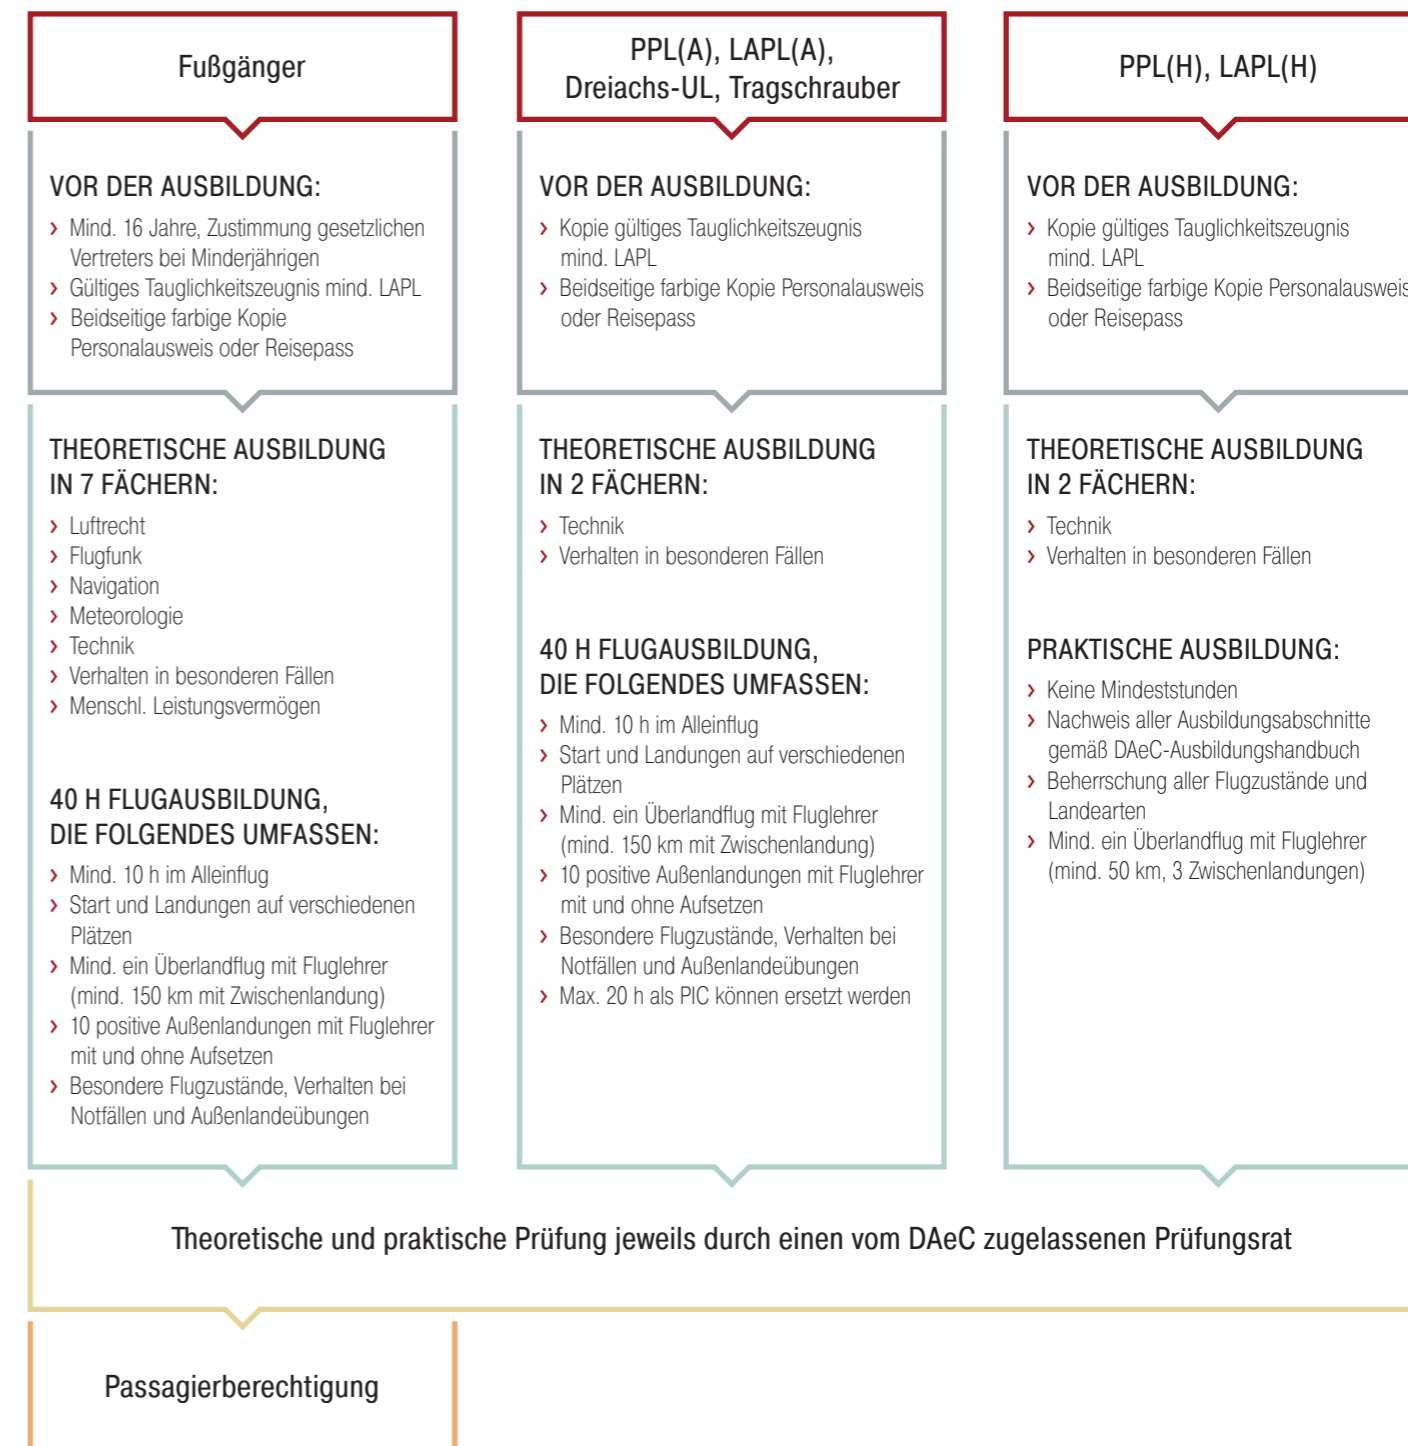 Fußgänger
VOR DER AUSBILDUNG:
› Mind. 16 Jahre, Zustimmung gesetzlichen
Vertreters bei Minderjährigen
› Gültiges Tauglichkeitszeugnis mind. LAPL
› Beidseitige farbige Kopie
Personalausweis oder Reisepass
THEORETISCHE AUSBILDUNG
IN 7 FÄCHERN:
› Luftrecht
› Flugfunk
› Navigation
› Meteorologie
› Technik
› Verhalten in besonderen Fällen
› Menschl. Leistungsvermögen
40 H FLUGAUSBILDUNG,
DIE FOLGENDES UMFASSEN:
› Mind. 10 h im Alleinflug
› Start und Landungen auf verschiedenen
Plätzen
› Mind. ein Überlandflug mit Fluglehrer
(mind. 150 km mit Zwischenlandung)
› 10 positive Außenlandungen mit Fluglehrer
mit und ohne Aufsetzen
› Besondere Flugzustände, Verhalten bei
Notfällen und Außenlandeübungen
PPL(A), LAPL(A),
Dreiachs-UL, Tragschrauber
VOR DER AUSBILDUNG:
› Kopie gültiges Tauglichkeitszeugnis
mind. LAPL
› Beidseitige farbige Kopie Personalausweis
oder Reisepass
THEORETISCHE AUSBILDUNG
IN 2 FÄCHERN:
› Technik
› Verhalten in besonderen Fällen
40 H FLUGAUSBILDUNG,
DIE FOLGENDES UMFASSEN:
› Mind. 10 h im Alleinflug
› Start und Landungen auf verschiedenen
Plätzen
› Mind. ein Überlandflug mit Fluglehrer
(mind. 150 km mit Zwischenlandung)
› 10 positive Außenlandungen mit Fluglehrer
mit und ohne Aufsetzen
› Besondere Flugzustände, Verhalten bei
Notfällen und Außenlandeübungen
› Max. 20 h als PIC können ersetzt werden
PPL(H), LAPL(H)
VOR DER AUSBILDUNG:
› Kopie gültiges Tauglichkeitszeugnis
mind. LAPL
› Beidseitige farbige Kopie Personalausweis
oder Reisepass
THEORETISCHE AUSBILDUNG
IN 2 FÄCHERN:
› Technik
› Verhalten in besonderen Fällen
PRAKTISCHE AUSBILDUNG:
› Keine Mindeststunden
› Nachweis aller Ausbildungsabschnitte
gemäß DAeC-Ausbildungshandbuch
› Beherrschung aller Flugzustände und
Landearten
› Mind. ein Überlandflug mit Fluglehrer
(mind. 50 km, 3 Zwischenlandungen)
Theoretische und praktische Prüfung jeweils durch einen vom DAeC zugelassenen Prüfungsrat
Passagierberechtigung